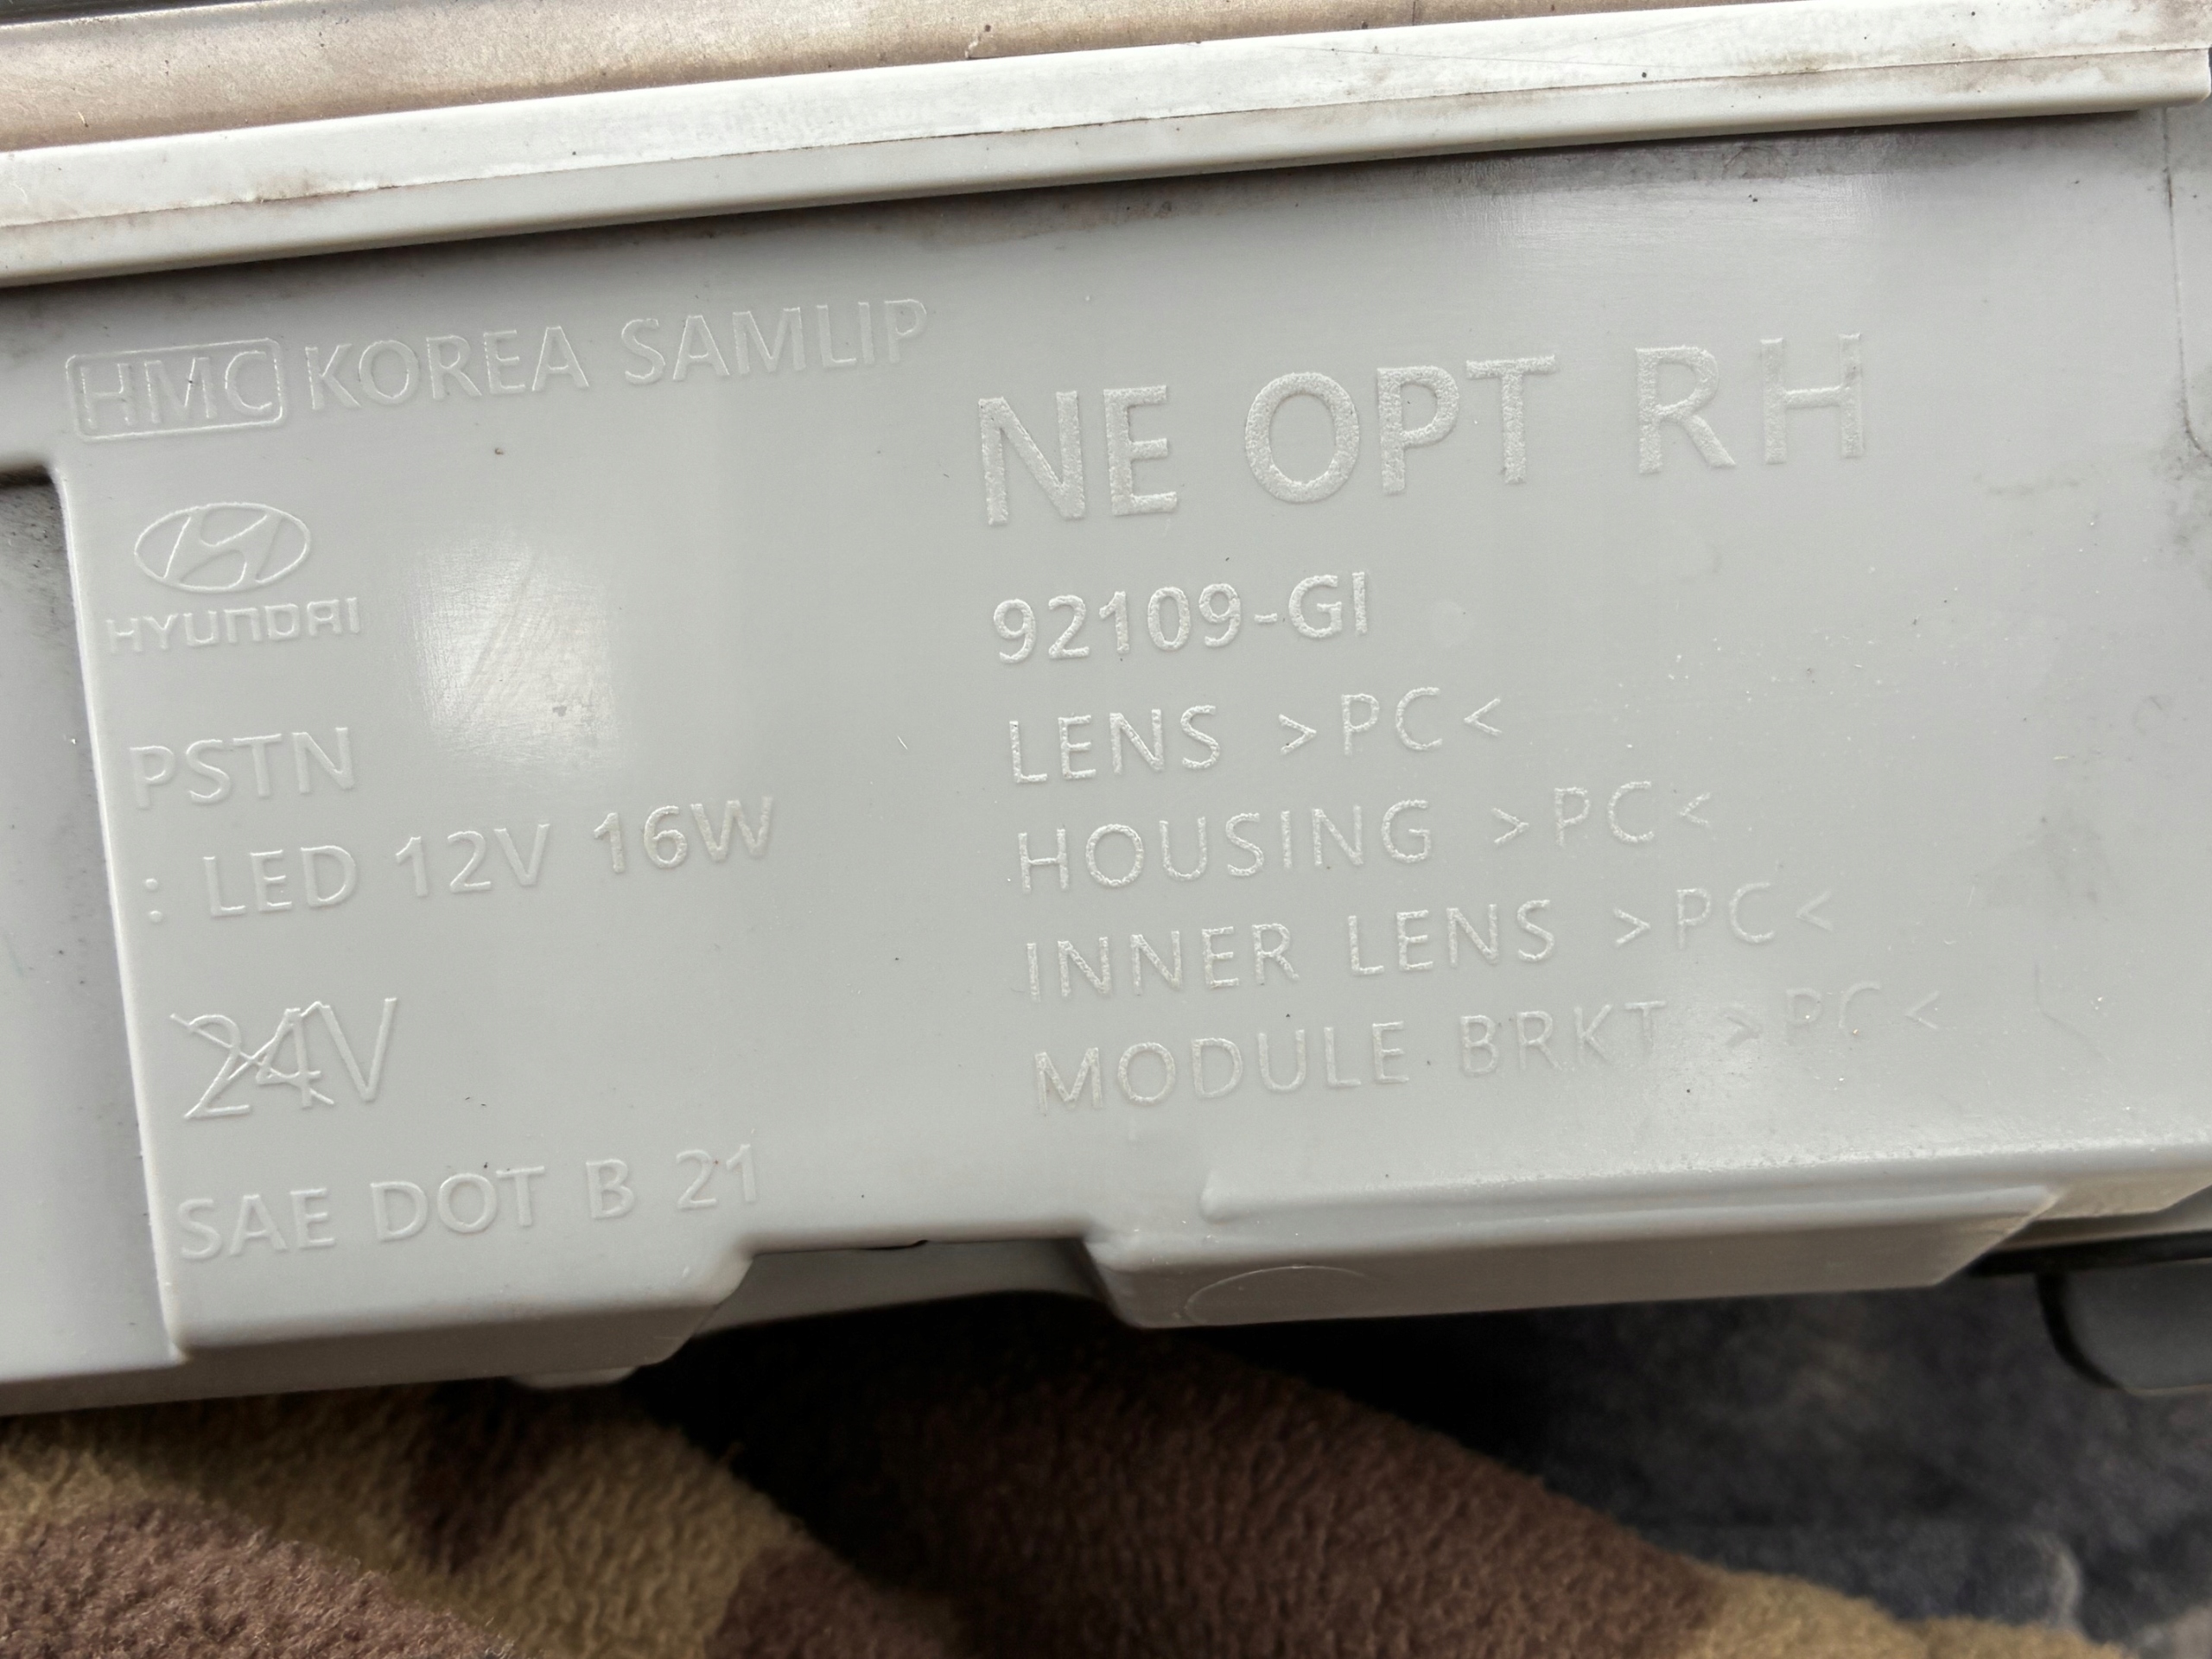 HMC KOREA SAMLIP
HYUNDAI
PSTN
: LED 12V 16W
24V
SAE DOT B 21
NE OPT RH
92109-GI
LENS >PC<
HOUSING >PC<
INNER LENS >PC<
MODULE BRKT >PC<